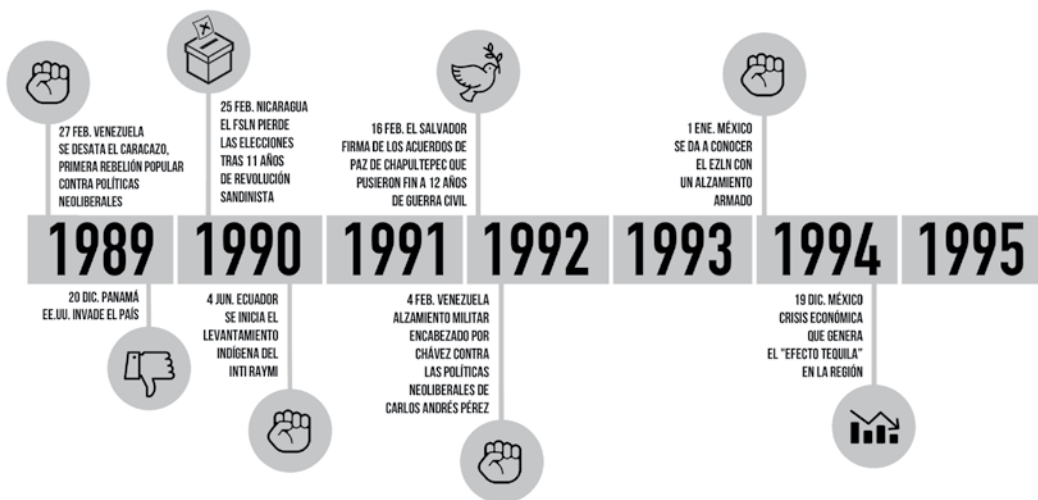 27 FEB. VENEZUELA
SE DESATA EL CARACAZO,
PRIMERA REBELIÓN POPULAR
CONTRA POLÍTICAS
NEOLIBERALES
25 FEB. NICARAGUA
EL FSLN PIERDE
LAS ELECCIONES
TRAS 11 AÑOS
DE REVOLUCIÓN
SANDINISTA
16 FEB. EL SALVADOR
FIRMA DE LOS ACUERDOS DE
PAZ DE CHAPULTEPEC QUE
PUSIERON FIN A 12 AÑOS
DE GUERRA CIVIL
1 ENE. MÉXICO
SE DA A CONOCER
EL EZLN CON
UN ALZAMIENTO
ARMADO
1989
1990
1991
1992
1993
1994
1995
20 DIC. PANAMÁ
EE.UU. INVADE EL PAÍS
4 JUN. ECUADOR
SE INICIA EL
LEVANTAMIENTO
INDÍGENA DEL
INTI RAYMI
4 FEB. VENEZUELA
ALZAMIENTO MILITAR
ENCABEZADO POR
CHÁVEZ CONTRA
LAS POLÍTICAS
NEOLIBERALES DE
CARLOS ANDRÉS PÉREZ
19 DIC. MÉXICO
CRISIS ECONÓMICA
QUE GENERA
EL "EFECTO TEQUILA"
EN LA REGIÓN